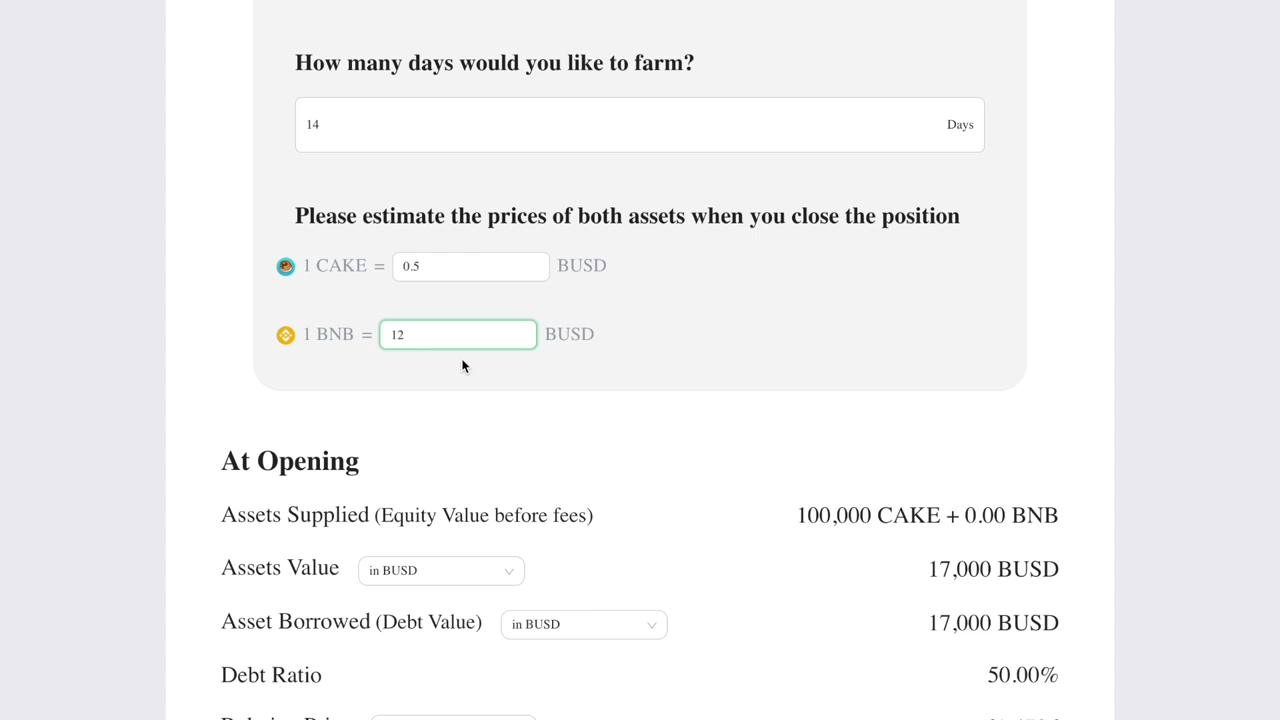 How many days would you like to farm?
14 Days
Please estimate the prices of both assets when you close the position
1 CAKE = 0.5 BUSD
1 BNB = 12 BUSD
At Opening
Assets Supplied (Equity Value before fees) 100,000 CAKE + 0.00 BNB
Assets Value in BUSD 17,000 BUSD
Asset Borrowed (Debt Value) in BUSD 17,000 BUSD
Debt Ratio 50.00%